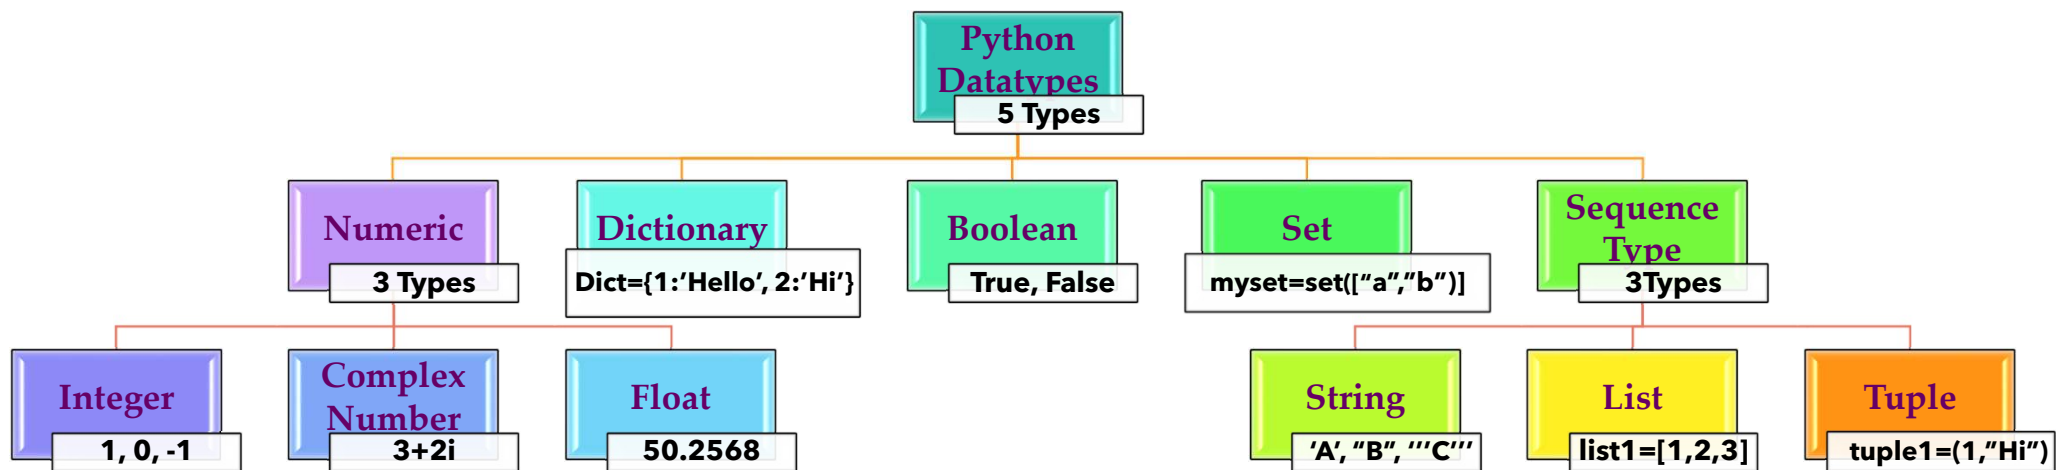 Python
Datatypes
5 Types
Numeric
3 Types
Dictionary
Dict={1:’Hello’, 2:’Hi’}
Boolean
True, False
Set
myset=set([“a”,”b”)]
Sequence
Type
3Types
Integer
1, 0, -1
Complex
Number
3+2i
Float
50.2568
String
‘A’, “B”, ‘’’C’’’
List
list1=[1,2,3]
Tuple
tuple1=(1,”Hi”)